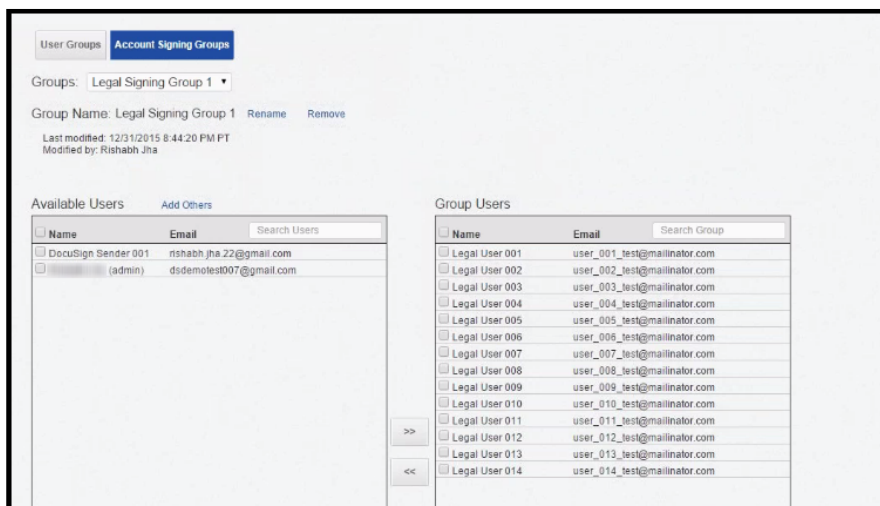 User Groups
Account Signing Groups
Groups: Legal Signing Group 1
Group Name: Legal Signing Group 1 Rename Remove
Last modified: 12/31/2015 8:44:20 PM PT
Modified by: Rishabh Jha
Available Users Add Others
Name Email Search Users
DocuSign Sender 001 rishabh.jha.22@gmail.com
(admin) dsdemotest007@gmail.com
>>
<<
Group Users
Name Email Search Group
Legal User 001 user_001_test@mailinator.com
Legal User 002 user_002_test@mailinator.com
Legal User 003 user_003_test@mailinator.com
Legal User 004 user_004_test@mailinator.com
Legal User 005 user_005_test@mailinator.com
Legal User 006 user_006_test@mailinator.com
Legal User 007 user_007_test@mailinator.com
Legal User 008 user_008_test@mailinator.com
Legal User 009 user_009_test@mailinator.com
Legal User 010 user_010_test@mailinator.com
Legal User 011 user_011_test@mailinator.com
Legal User 012 user_012_test@mailinator.com
Legal User 013 user_013_test@mailinator.com
Legal User 014 user_014_test@mailinator.com